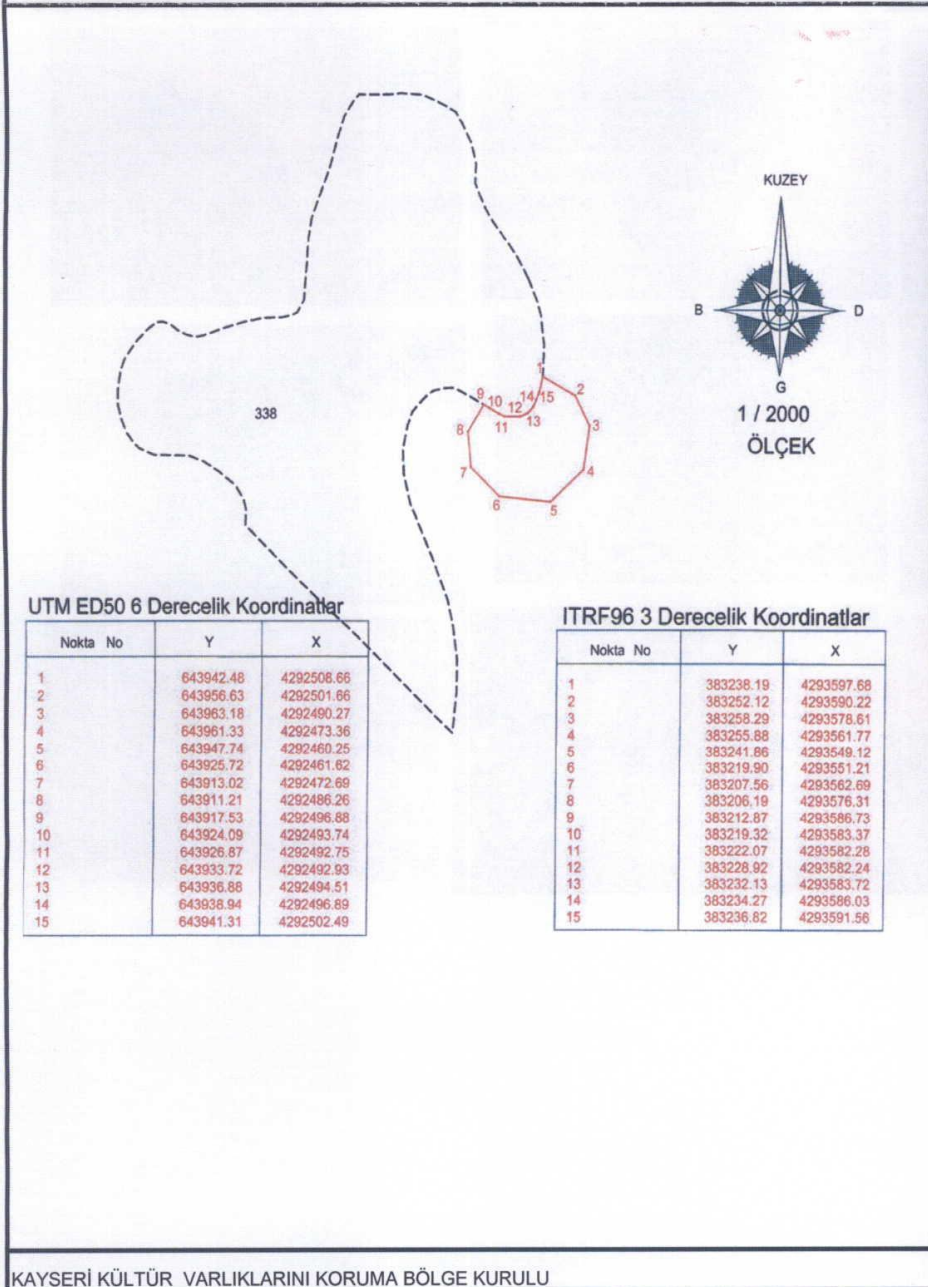 KUZEY
B
D
G
1 / 2000
ÖLÇEK
338
1
2
3
4
5
6
7
8
9
10
11
12
13
14
15
UTM ED50 6 Derecelik Koordinatlar
Nokta No Y X
1 643942.48 4292508.66
2 643956.63 4292501.66
3 643963.18 4292490.27
4 643961.33 4292473.36
5 643947.74 4292460.25
6 643925.72 4292461.62
7 643913.02 4292472.69
8 643911.21 4292486.26
9 643917.53 4292496.88
10 643924.09 4292493.74
11 643926.87 4292492.75
12 643933.72 4292492.93
13 643936.88 4292494.51
14 643938.94 4292496.89
15 643941.31 4292502.49
ITRF96 3 Derecelik Koordinatlar
Nokta No Y X
1 383238.19 4293597.68
2 383252.12 4293590.22
3 383258.29 4293578.61
4 383255.88 4293561.77
5 383241.86 4293549.12
6 383219.90 4293551.21
7 383207.56 4293562.69
8 383206.19 4293576.31
9 383212.87 4293586.73
10 383219.32 4293583.37
11 383222.07 4293582.28
12 383228.92 4293582.24
13 383232.13 4293583.72
14 383234.27 4293586.03
15 383236.82 4293591.56
KAYSERİ KÜLTÜR VARLIKLARINI KORUMA BÖLGE KURULU